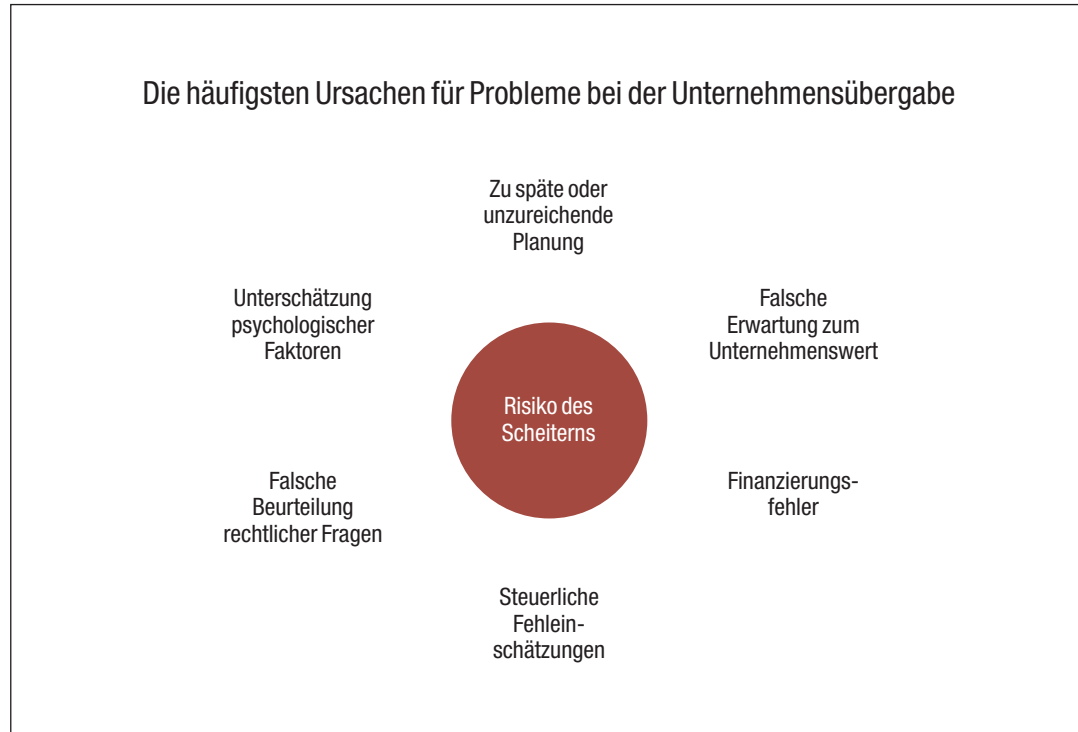 Die häufigsten Ursachen für Probleme bei der Unternehmensübergabe
Zu späte oder
unzureichende
Planung
Unterschätzung
psychologischer
Faktoren
Falsche
Erwartung zum
Unternehmenswert
Risiko des
Scheiterns
Falsche
Beurteilung
rechtlicher Fragen
Finanzierungs-
fehler
Steuerliche
Fehlein-
schätzungen